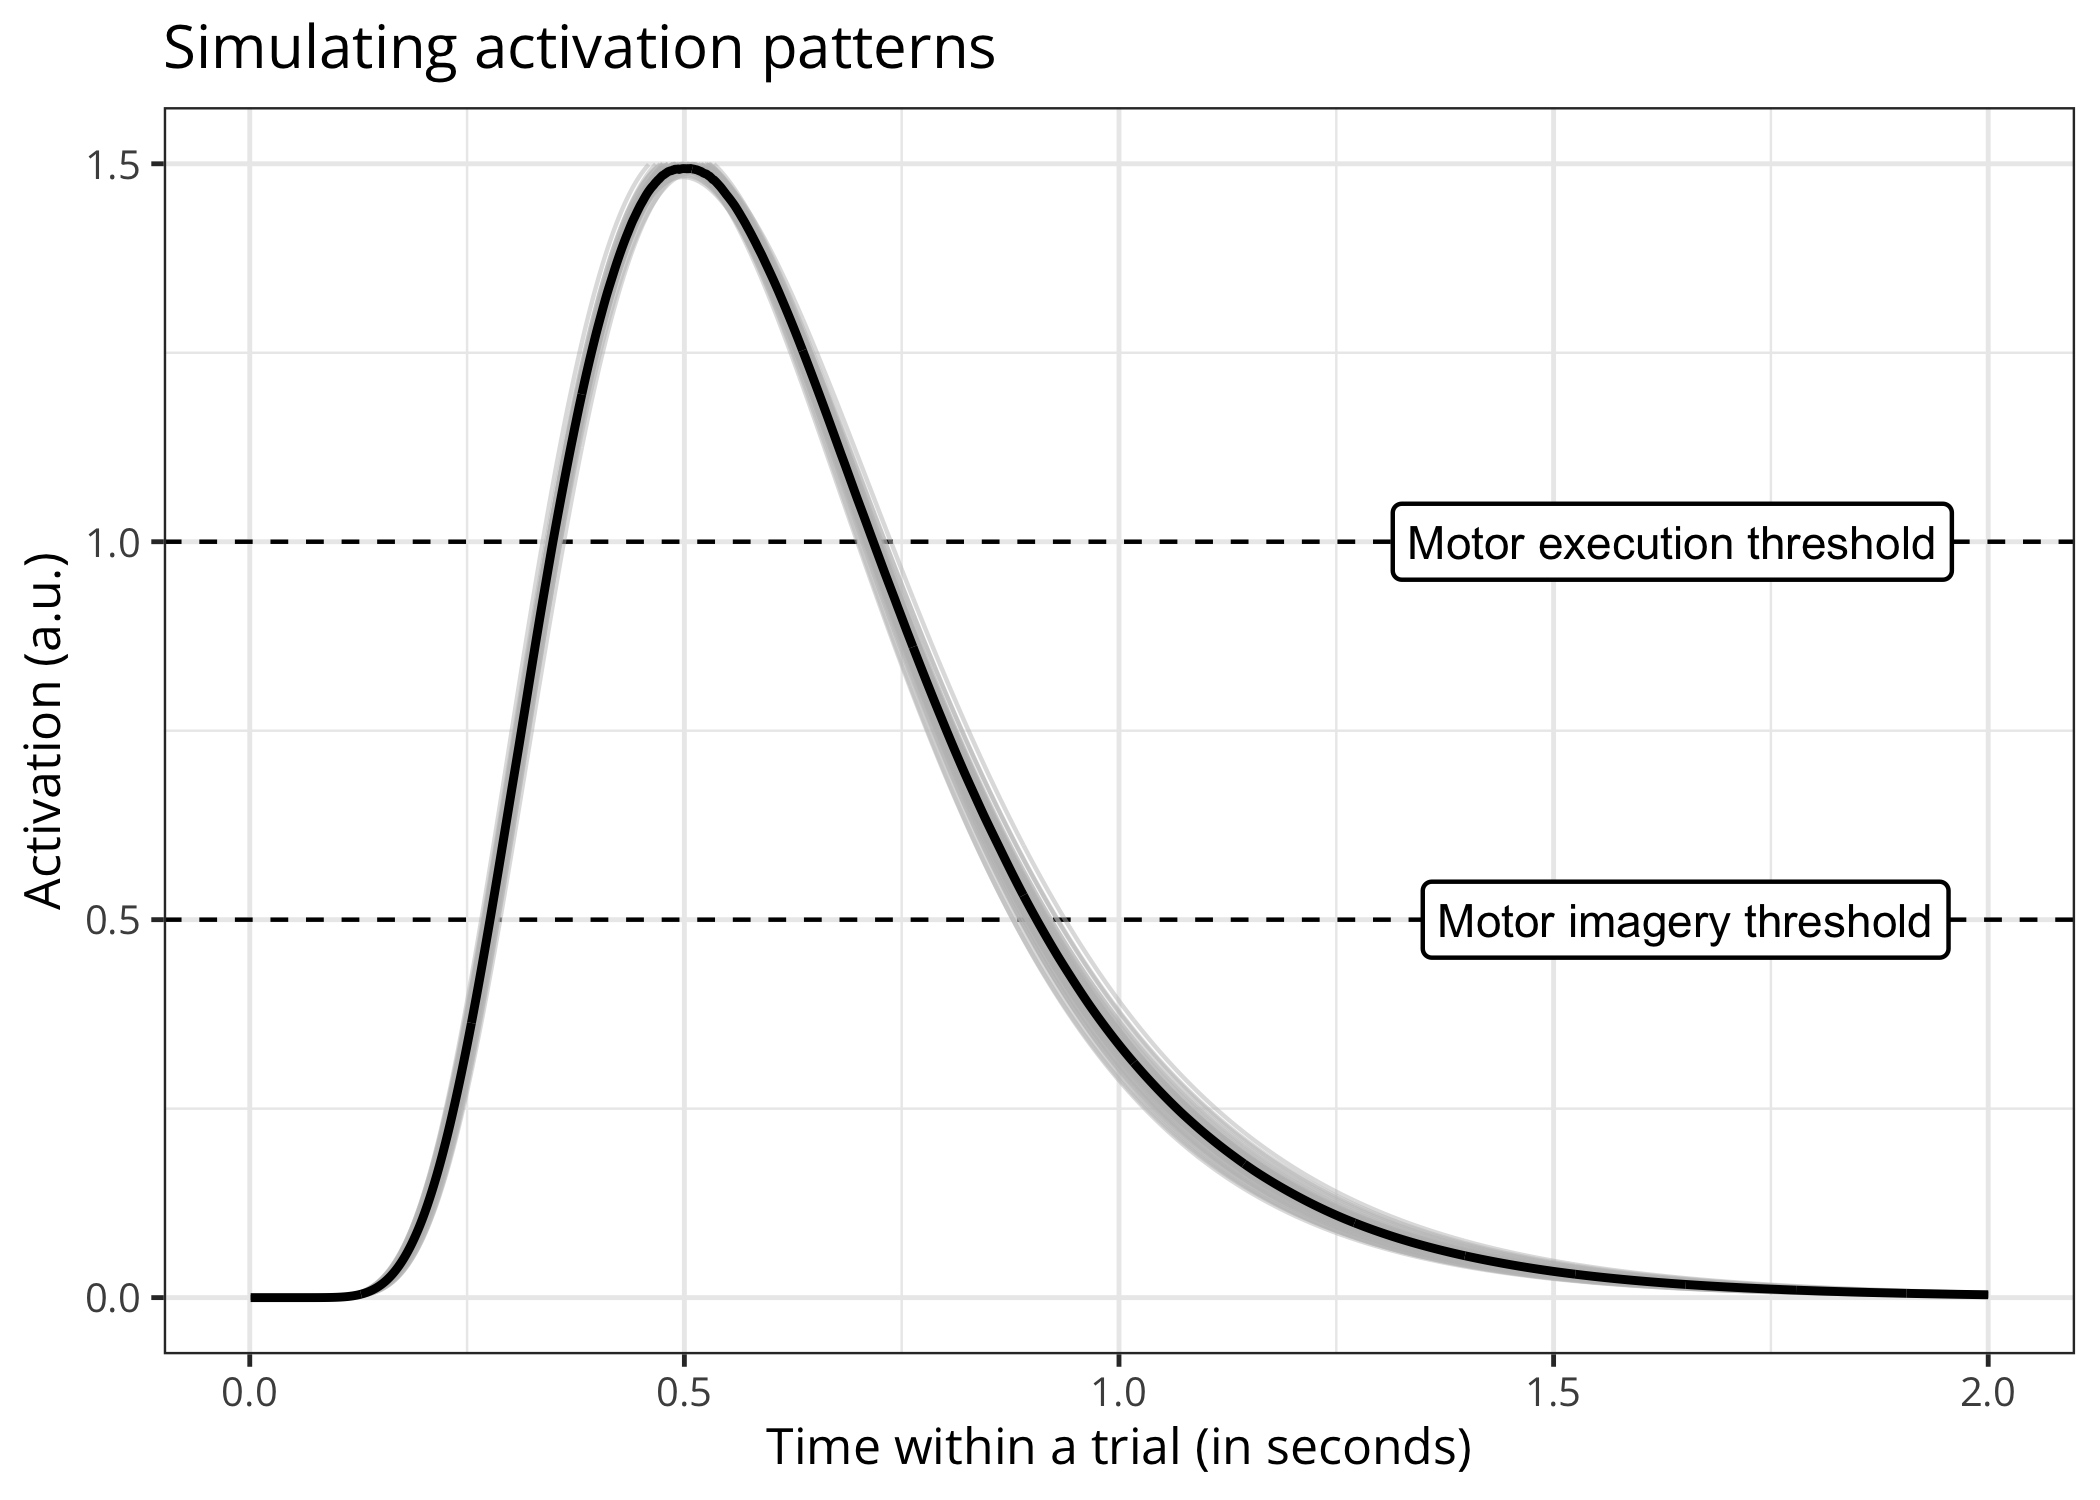 Simulating activation patterns
1.5
1.0
0.5
0.0
Activation (a.u.)
Motor execution threshold
Motor imagery threshold
0.0 0.5 1.0 1.5 2.0
Time within a trial (in seconds)